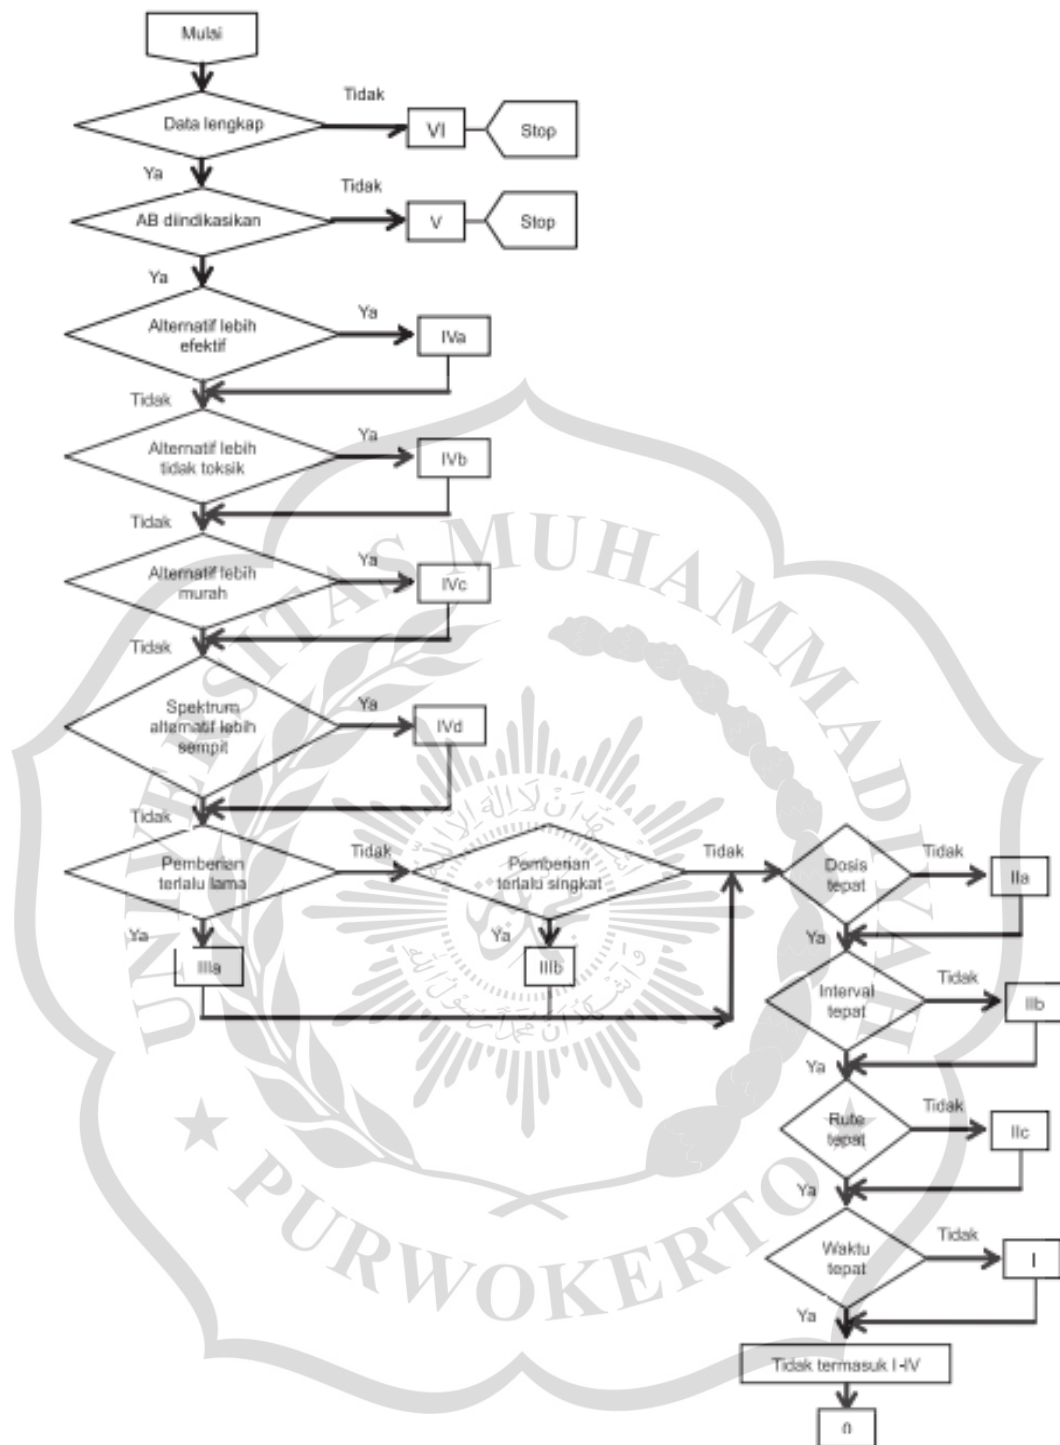 Mulai
Tidak
Data lengkap
VI
Stop
Ya
Tidak
AB diindikasikan
V
Stop
Ya
Ya
Alternatif lebih
efektif
IVa
Tidak
Ya
Alternatif lebih
tidak toksik
IVb
Tidak
Ya
Alternatif lebih
murah
IVc
Tidak
Ya
Spektrum
alternatif lebih
sempit
IVd
Tidak
Pemberian
terlalu lama
Tidak
Pemberian
terlalu singkat
Tidak
Dosis
tepat
Tidak
IIa
Ya
IIIa
Ya
IIIb
Ya
Interval
tepat
Tidak
IIb
Ya
Rute
tepat
Tidak
IIc
Ya
Waktu
tepat
Tidak
I
Ya
Tidak termasuk I -IV
0
UNIVERSITAS MUHAMMADIYAH
PURWOKERTO